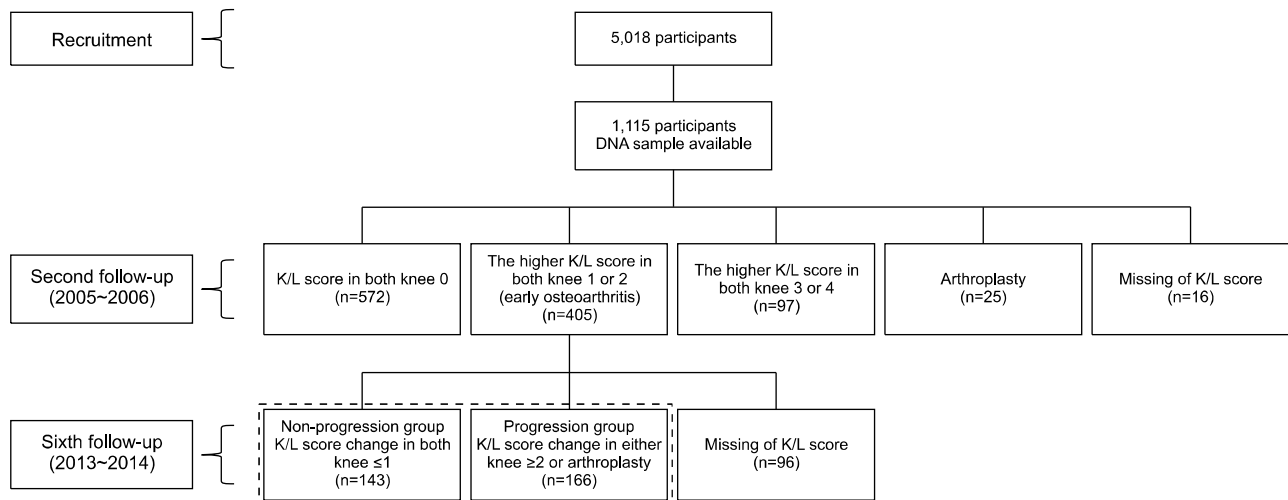 Recruitment
5,018 participants
1,115 participants
DNA sample available
Second follow-up
(2005~2006)
K/L score in both knee 0
(n=572)
The higher K/L score in
both knee 1 or 2
(early osteoarthritis)
(n=405)
The higher K/L score in
both knee 3 or 4
(n=97)
Arthroplasty
(n=25)
Missing of K/L score
(n=16)
Sixth follow-up
(2013~2014)
Non-progression group
K/L score change in both
knee ≤1
(n=143)
Progression group
K/L score change in either
knee ≥2 or arthroplasty
(n=166)
Missing of K/L score
(n=96)